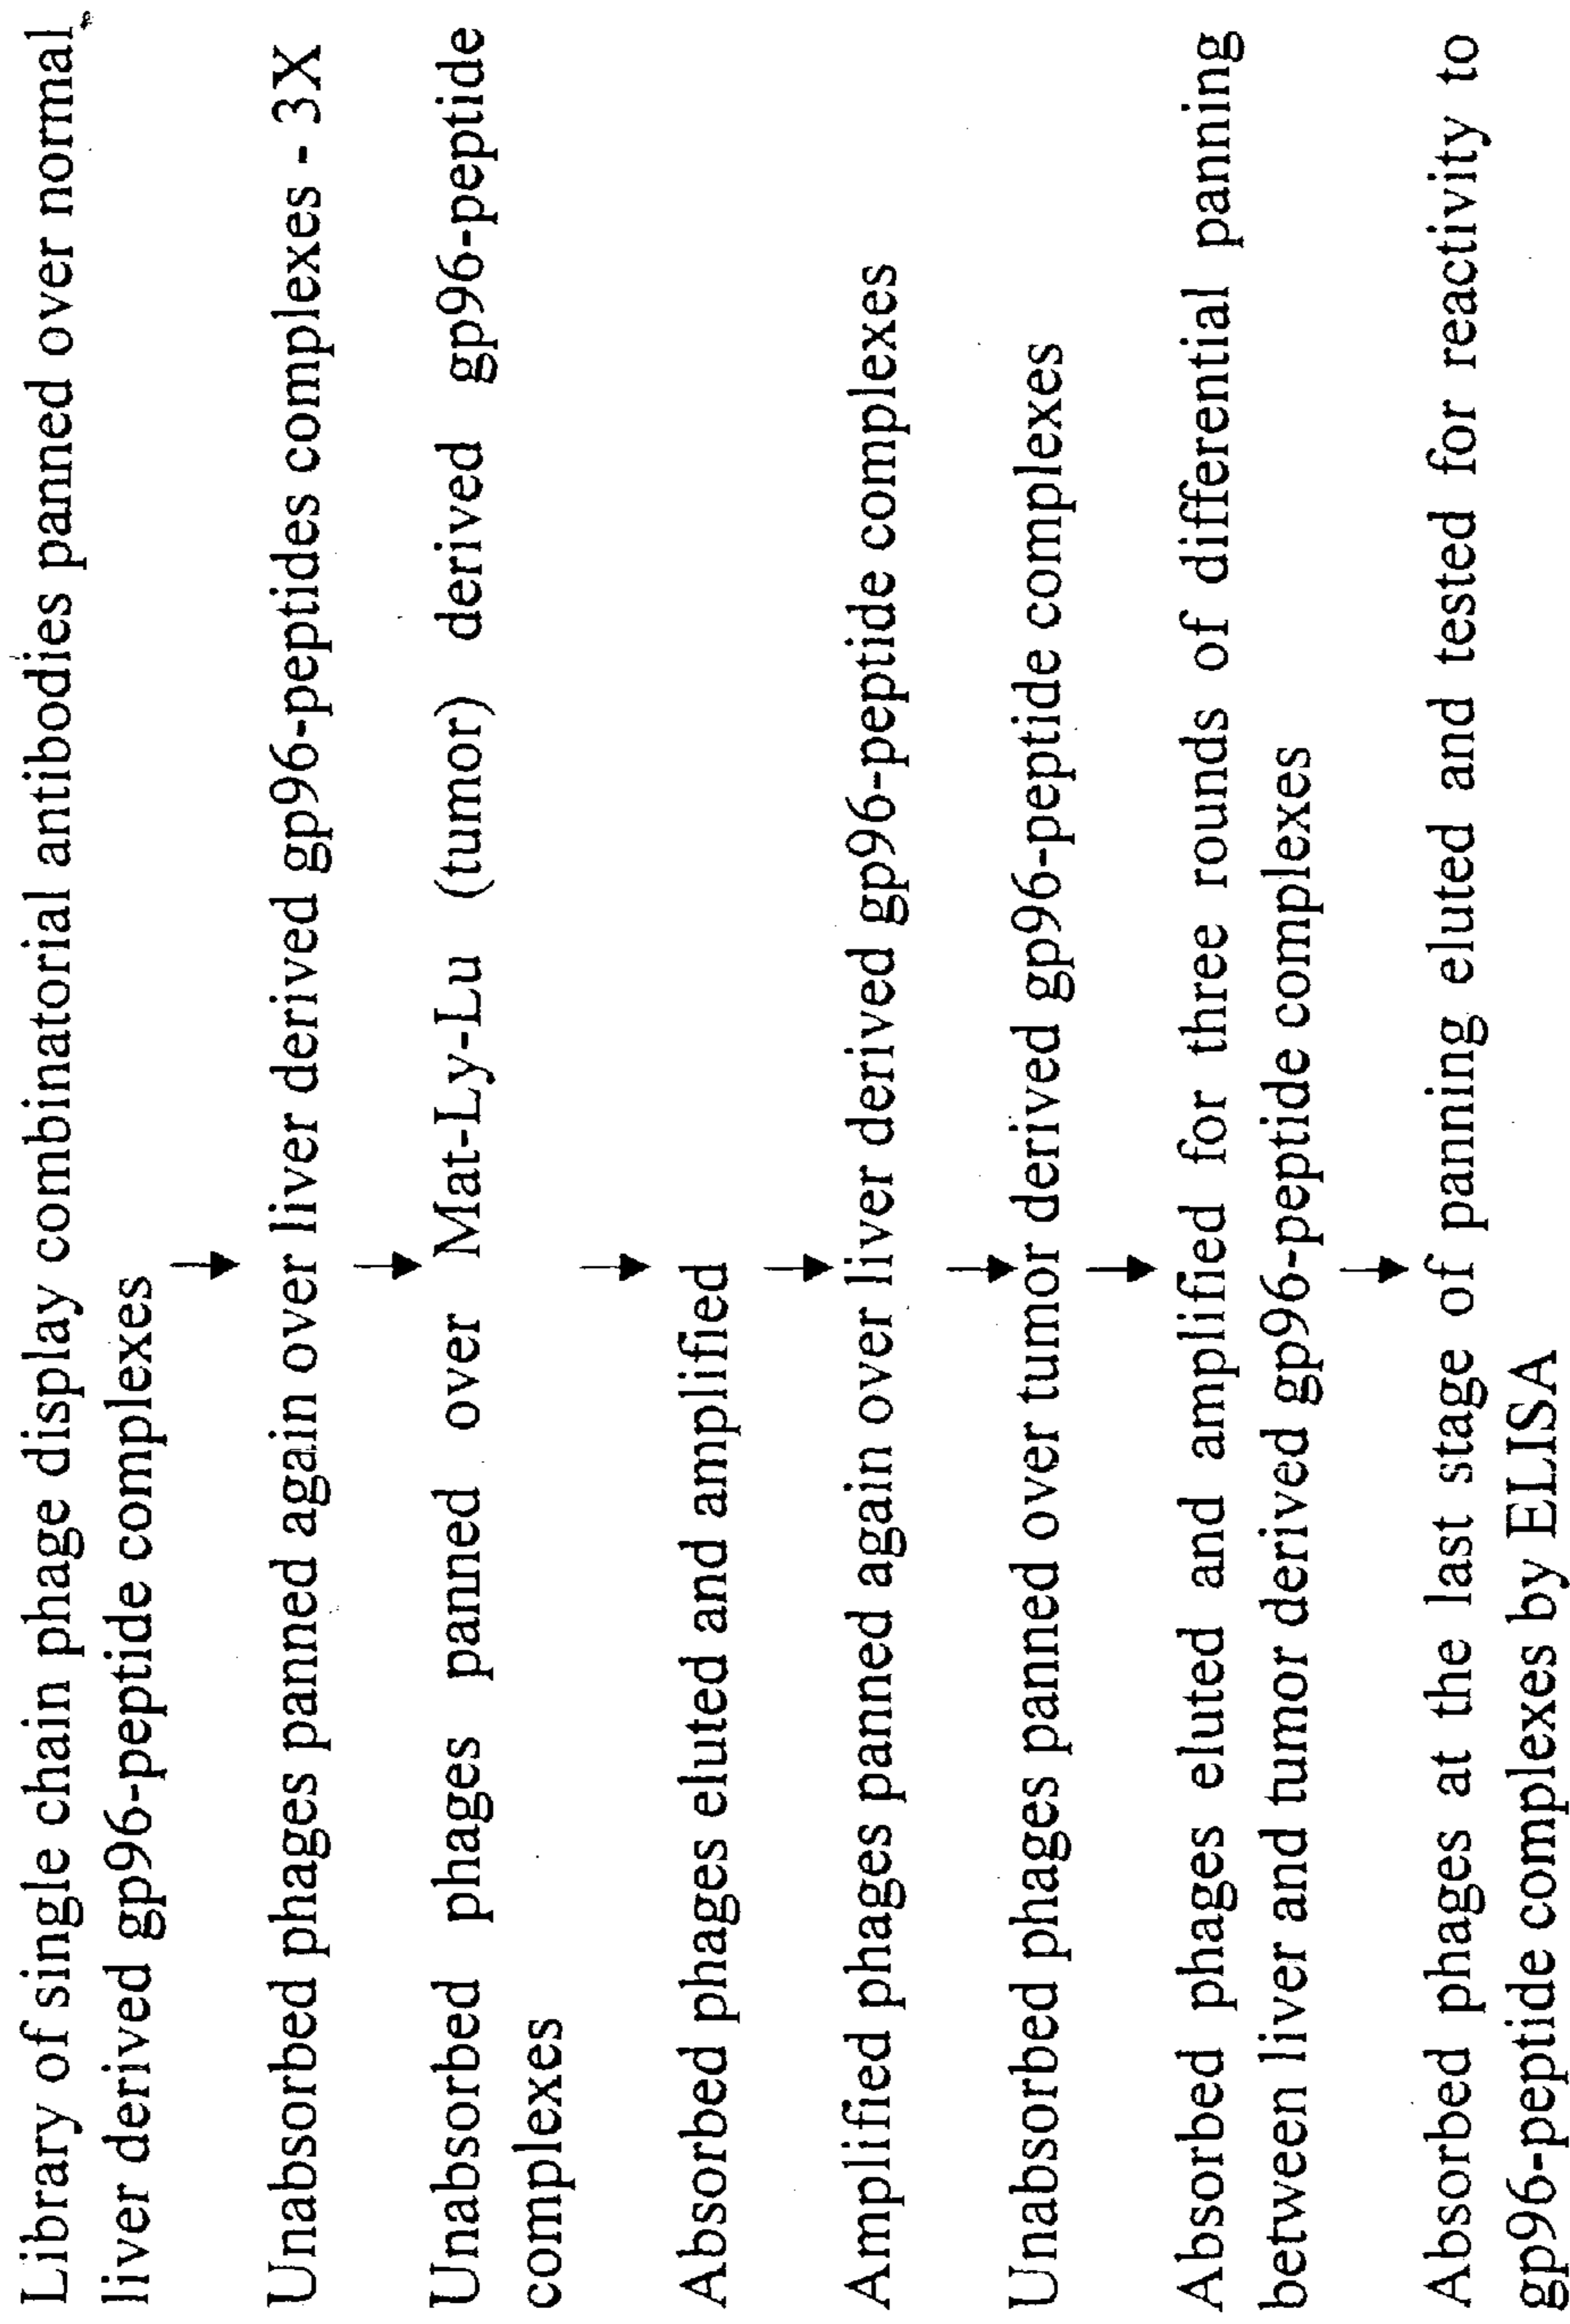 Library of single chain phage display combinatorial antibodies panned over normal
liver derived gp96-peptide complexes
Unabsorbed phages panned again over liver derived gp96-peptides complexes - 3X
Unabsorbed phages panned over Mat-Ly-Lu (tumor) derived gp96-peptide
complexes
Absorbed phages eluted and amplified
Amplified phages panned again over liver derived gp96-peptide complexes
Unabsorbed phages panned over tumor derived gp96-peptide complexes
Absorbed phages eluted and amplified for three rounds of differential panning
between liver and tumor derived gp96-peptide complexes
Absorbed phages at the last stage of panning eluted and tested for reactivity to
gp96-peptide complexes by ELISA